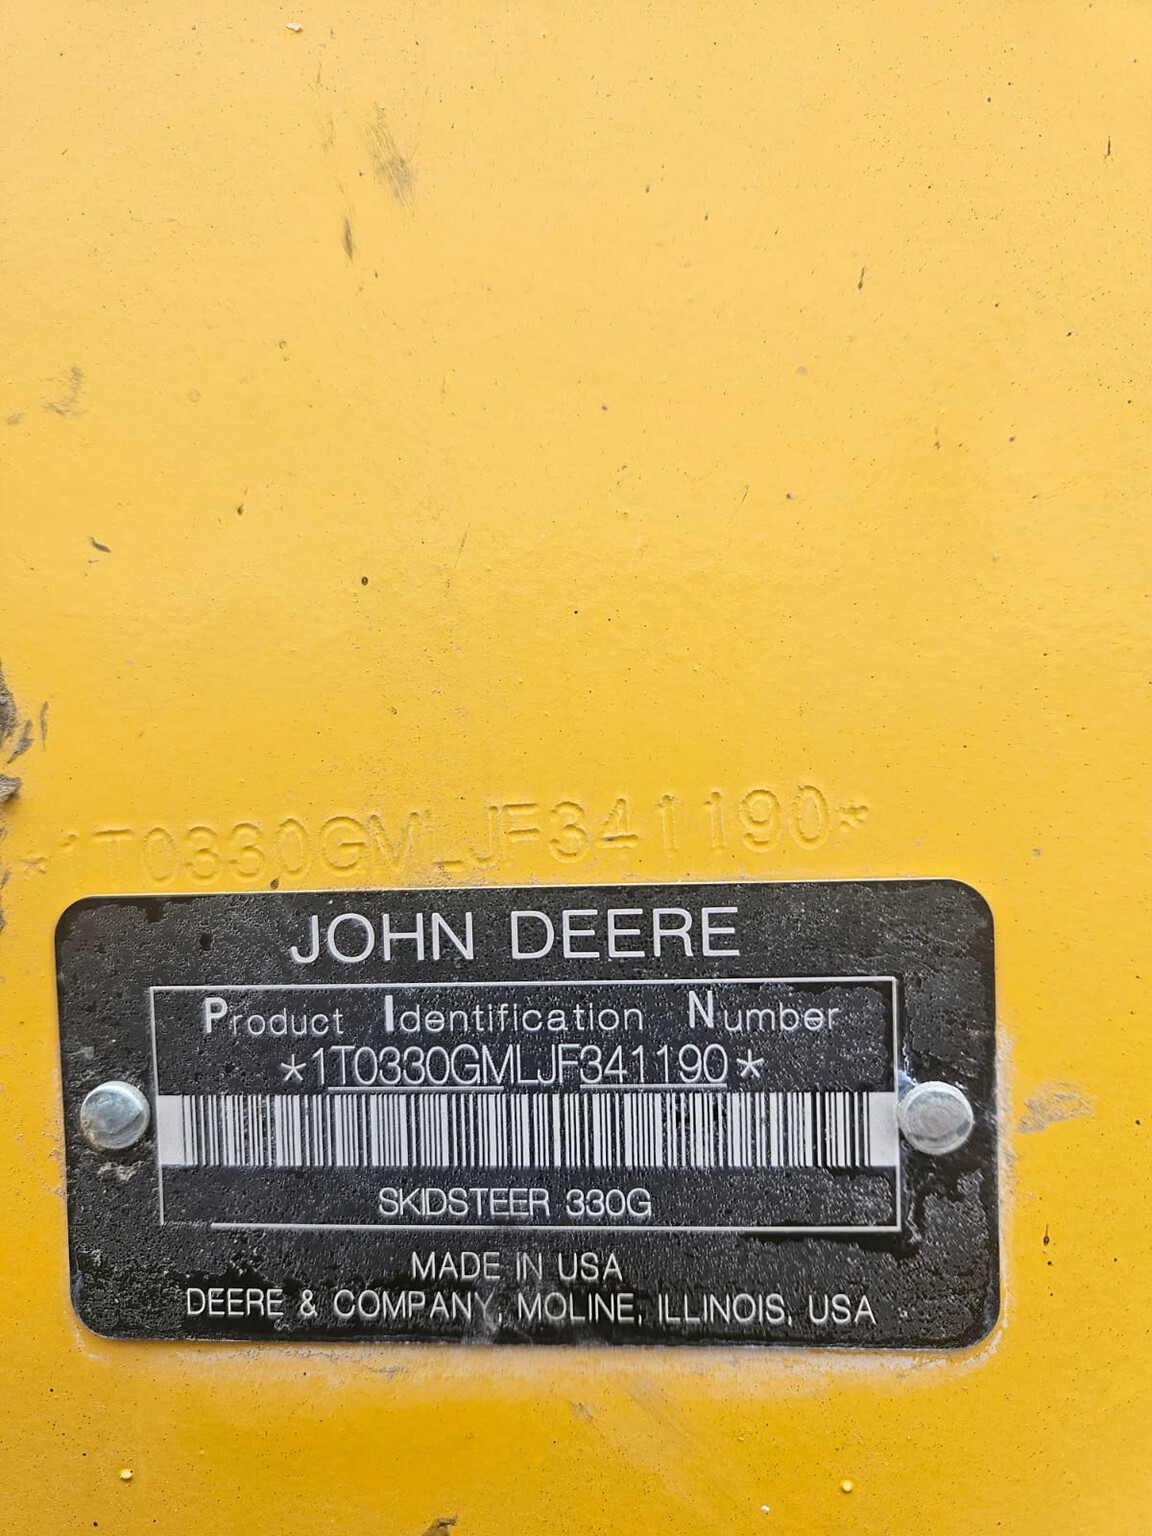 *1T0330GMLJF341190*
JOHN DEERE
Product Identification Number
*1T0330GMLJF341190*
SKIDSTEER 330G
MADE IN USA
DEERE & COMPANY, MOLINE, ILLINOIS, USA